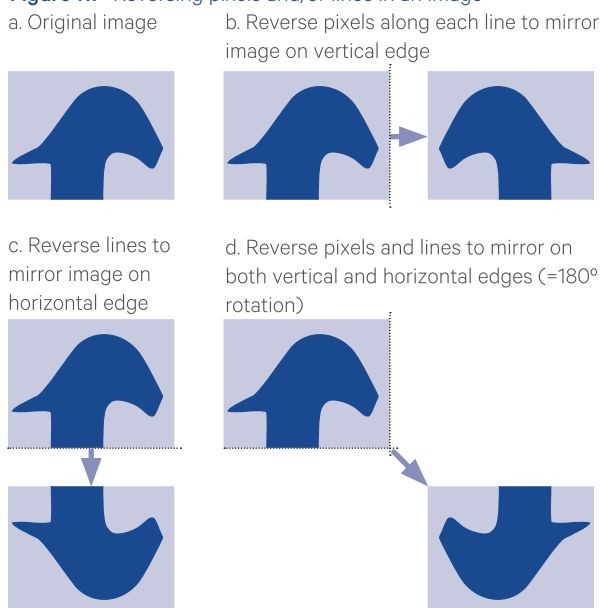 a. Original image
b. Reverse pixels along each line to mirror
image on vertical edge
c. Reverse lines to
mirror image on
horizontal edge
d. Reverse pixels and lines to mirror on
both vertical and horizontal edges (=180º
rotation)